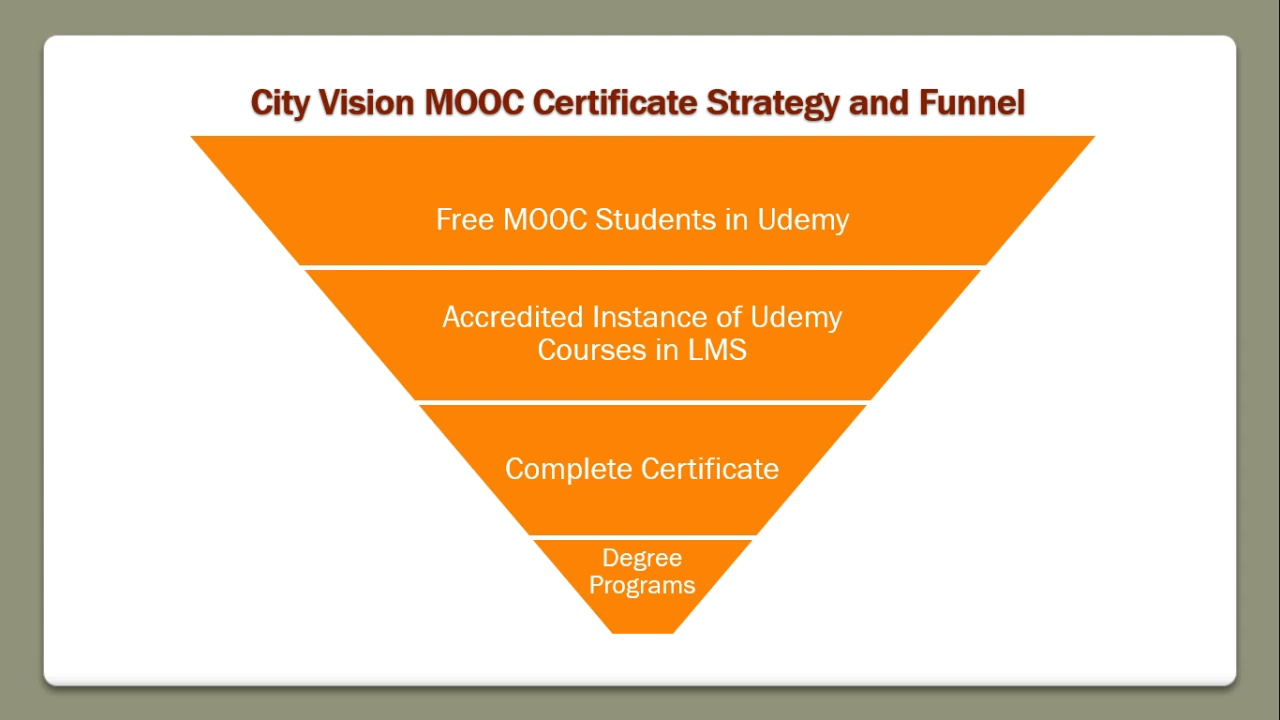 City Vision MOOC Certificate Strategy and Funnel
Free MOOC Students in Udemy
Accredited Instance of Udemy
Courses in LMS
Complete Certificate
Degree
Programs